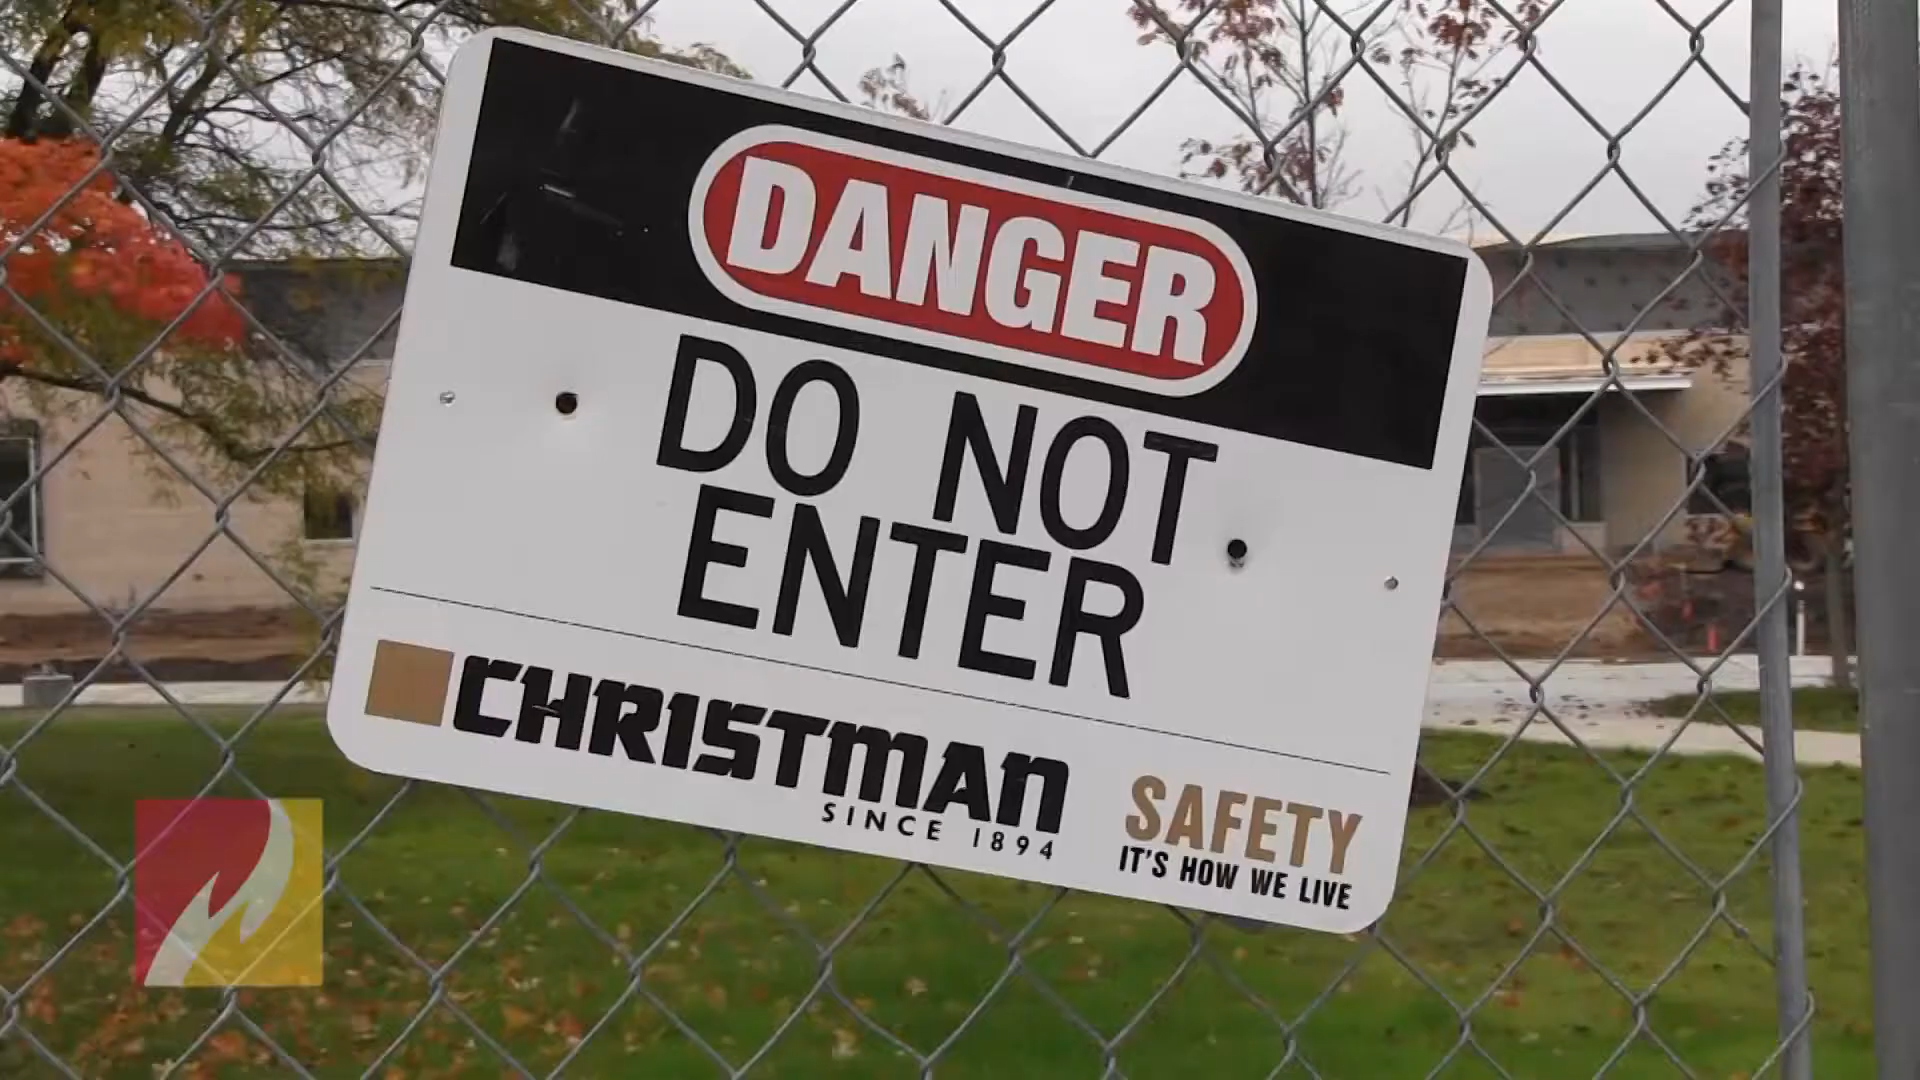 DANGER
DO NOT
ENTER
CHRISTMAN
SINCE 1894
SAFETY
IT'S HOW WE LIVE